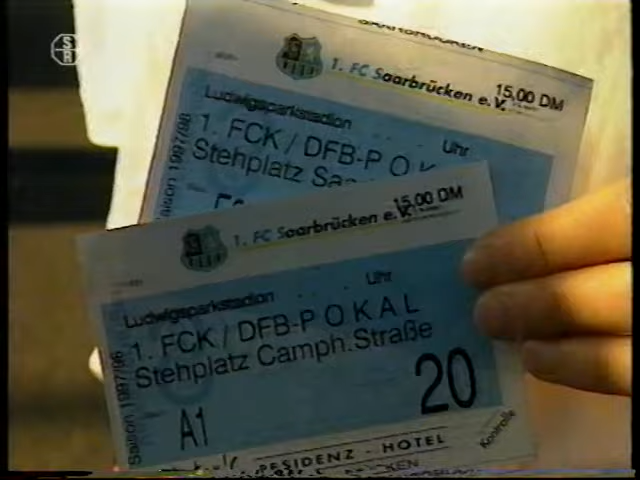 SR
1. FC Saarbrücken e.V.
15.00 DM
Ludwigsparkstadion
Uhr
1. FCK / DFB-P O K
Stehplatz
Saison 1997/98
1. FC Saarbrücken e.V.
15.00 DM
Ludwigsparkstadion
Uhr
1. FCK / DFB-P O K A L
Stehplatz Camph.Straße
A1
20
Saison 1997/98
Kontrolle
RESIDENZ - HOTEL